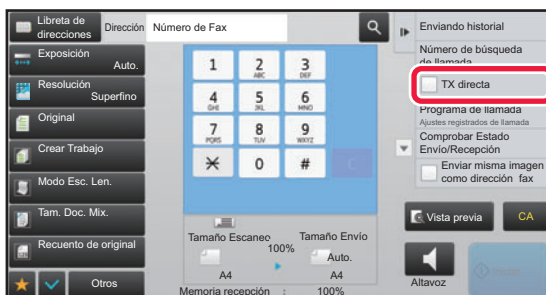 Libreta de
direcciones
Dirección
Número de Fax
Exposición
Auto.
Resolución
Superfino
Original
Crear Trabajo
Modo Esc. Len.
Tam. Doc. Mix.
Recuento de original
Otros
1
2
ABC
3
DEF
4
GHI
5
JKL
6
MNO
7
PQRS
8
TUV
9
WXYZ
0
#
C
Tamaño Escaneo
Tamaño Envío
100%
Auto.
A4
A4
Memoria recepción : 100%
Enviando historial
Número de búsqueda
de llamada
TX directa
Programa de llamada
Ajustes registrados de llamada
Comprobar Estado
Envío/Recepción
Enviar misma imagen
como dirección fax
Vista previa
CA
Altavoz